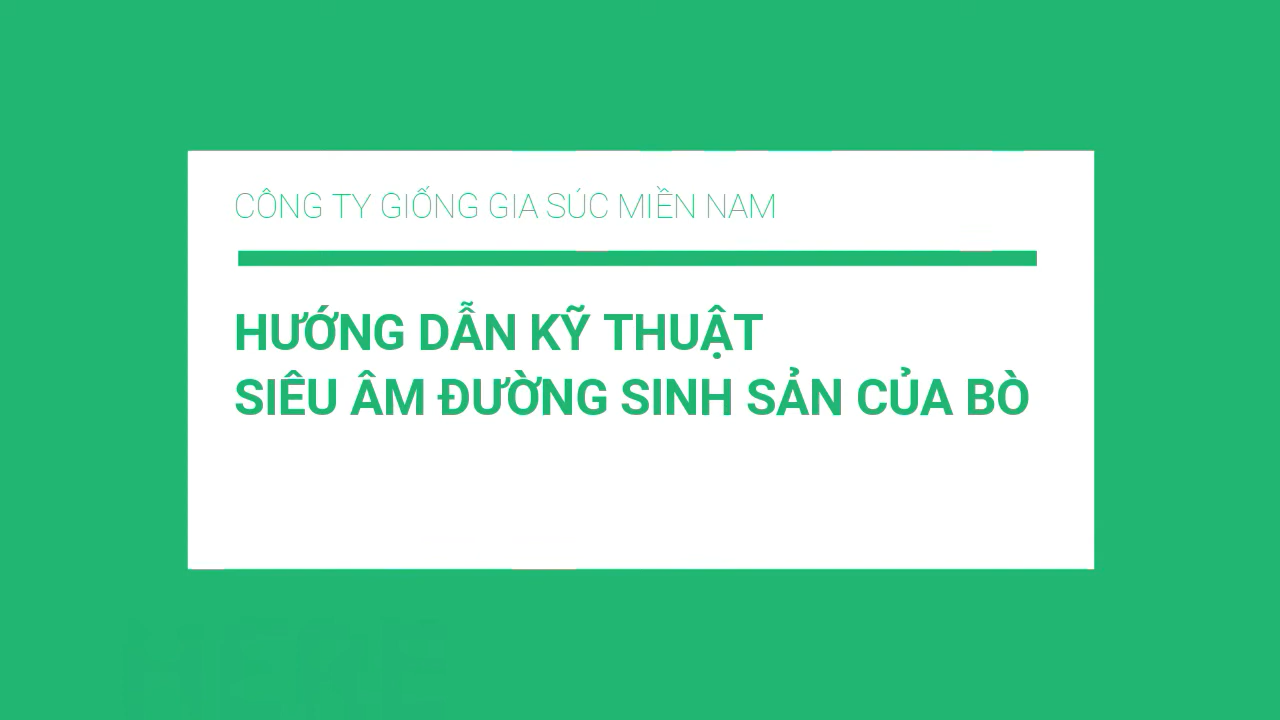 CÔNG TY GIỐNG GIA SÚC MIỀN NAM
HƯỚNG DẪN KỸ THUẬT
SIÊU ÂM ĐƯỜNG SINH SẢN CỦA BÒ